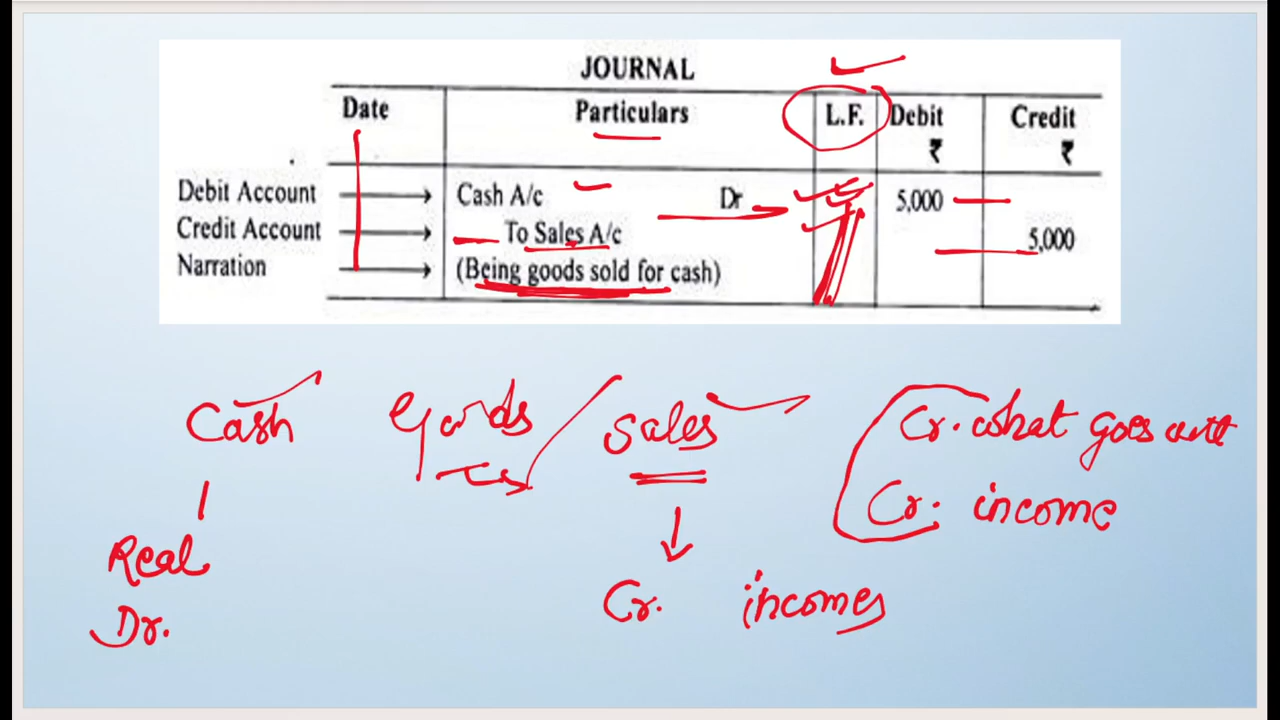 JOURNAL
Date Particulars L.F. Debit ₹ Credit ₹
Debit Account Cash A/c Dr 5,000
Credit Account To Sales A/c 5,000
Narration (Being goods sold for cash)
Cash goods / Sales Cr. what goes out
Cr. income
Real
Dr.
Cr. incomes